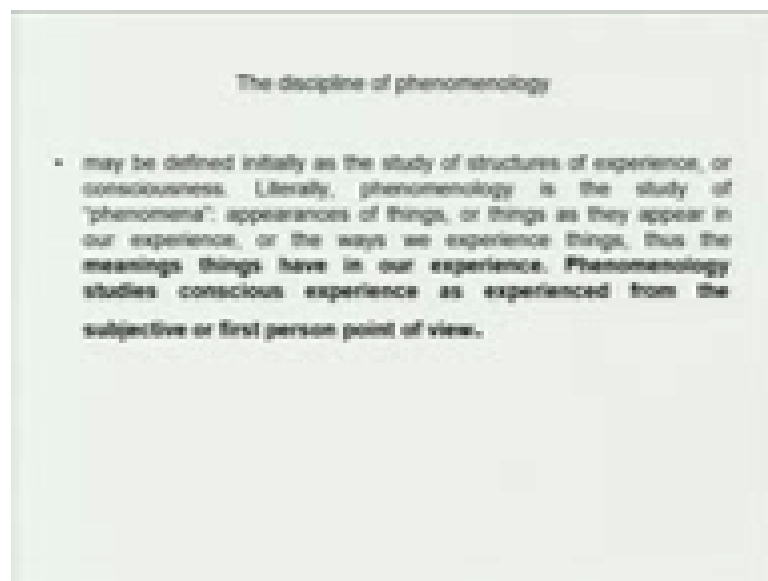 The discipline of phenomenology
• may be defined initially as the study of structures of experience, or
consciousness. Literally, phenomenology is the study of
"phenomena": appearances of things, or things as they appear in
our experience, or the ways we experience things, thus the
meanings things have in our experience. Phenomenology
studies conscious experience as experienced from the
subjective or first person point of view.